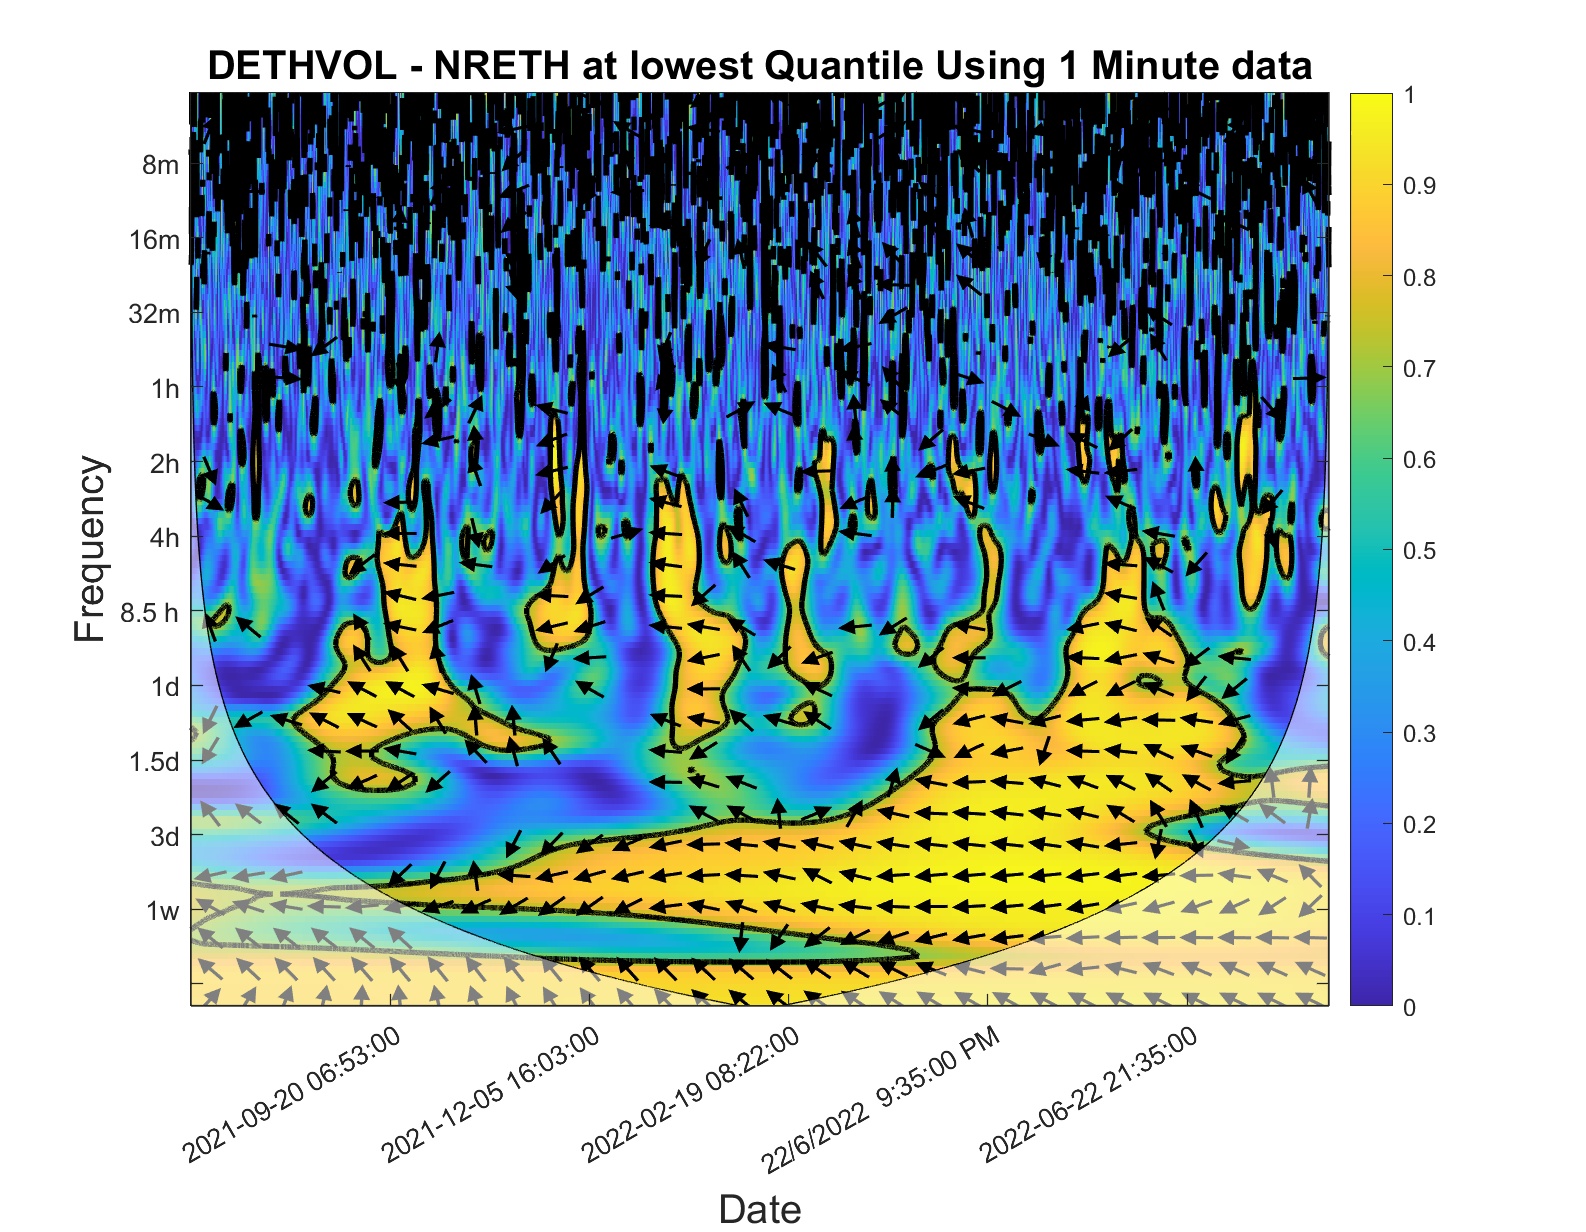 DETHVOL - NRETH at lowest Quantile Using 1 Minute data
Frequency
8m
16m
32m
1h
2h
4h
8.5 h
1d
1.5d
3d
1w
1
0.9
0.8
0.7
0.6
0.5
0.4
0.3
0.2
0.1
0
2021-09-20 06:53:00
2021-12-05 16:03:00
2022-02-19 08:22:00
22/6/2022  9:35:00 PM
2022-06-22 21:35:00
Date